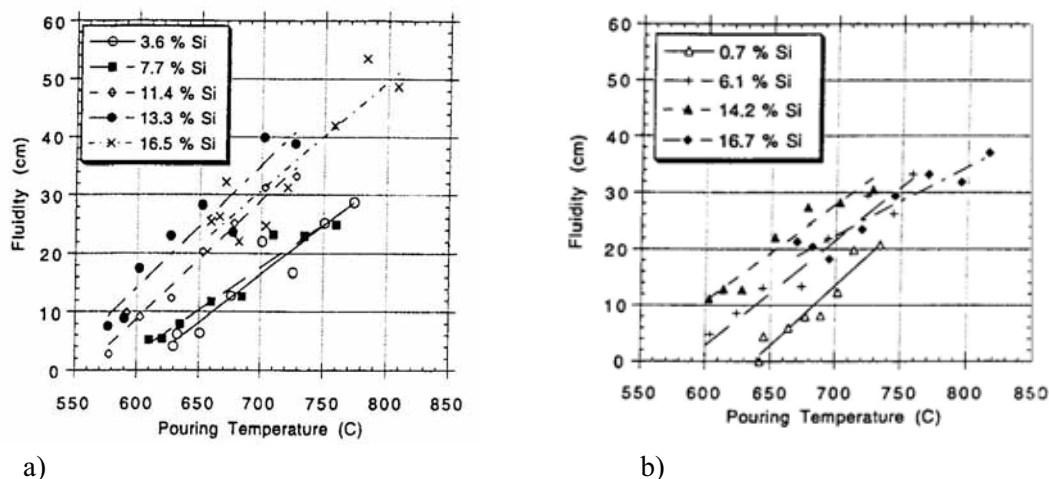 60
50
40
30
20
10
0
Fluidity (cm)
3.6 % Si
7.7 % Si
11.4 % Si
13.3 % Si
16.5 % Si
550 600 650 700 750 800 850
Pouring Temperature (C)
a)
60
50
40
30
20
10
0
Fluidity (cm)
0.7 % Si
6.1 % Si
14.2 % Si
16.7 % Si
550 600 650 700 750 800 850
Pouring Temperature (C)
b)